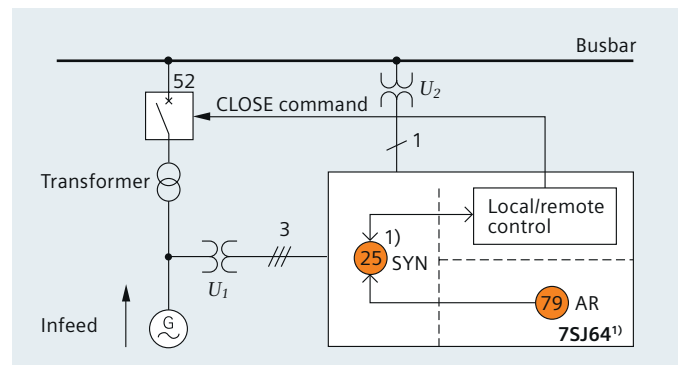 Busbar
52
U2
CLOSE command
1
Transformer
Local/remote
control
3
1)
25 SYN
U1
79 AR
Infeed
G
7SJ64¹⁾